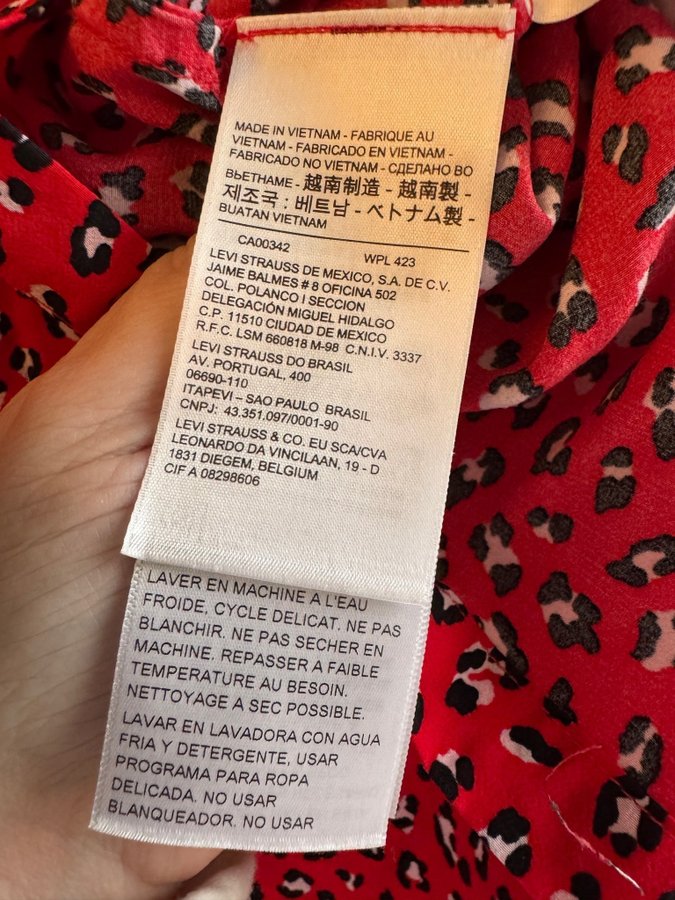 MADE IN VIETNAM - FABRIQUE AU
VIETNAM - FABRICADO EN VIETNAM -
FABRICADO NO VIETNAM - СДЕЛАНО ВО
ВЬЕТНАМЕ - 越南制造 - 越南製 -
제조국 : 베트남 - ベトナム製 -
BUATAN VIETNAM
CA00342 WPL 423
LEVI STRAUSS DE MEXICO, S.A. DE C.V.
JAIME BALMES # 8 OFICINA 502
COL. POLANCO I SECCION
DELEGACIÓN MIGUEL HIDALGO
C.P. 11510 CIUDAD DE MEXICO
R.F.C. LSM 660818 M-98 C.N.I.V. 3337
LEVI STRAUSS DO BRASIL
AV. PORTUGAL, 400
06690-110
ITAPEVI – SAO PAULO BRASIL
CNPJ: 43.351.097/0001-90
LEVI STRAUSS & CO. EU SCA/CVA
LEONARDO DA VINCILAAN, 19 - D
1831 DIEGEM, BELGIUM
CIF A 08298606
LAVER EN MACHINE A L'EAU
FROIDE, CYCLE DELICAT. NE PAS
BLANCHIR. NE PAS SECHER EN
MACHINE. REPASSER A FAIBLE
TEMPERATURE AU BESOIN.
NETTOYAGE A SEC POSSIBLE.
LAVAR EN LAVADORA CON AGUA
FRIA Y DETERGENTE, USAR
PROGRAMA PARA ROPA
DELICADA. NO USAR
BLANQUEADOR. NO USAR